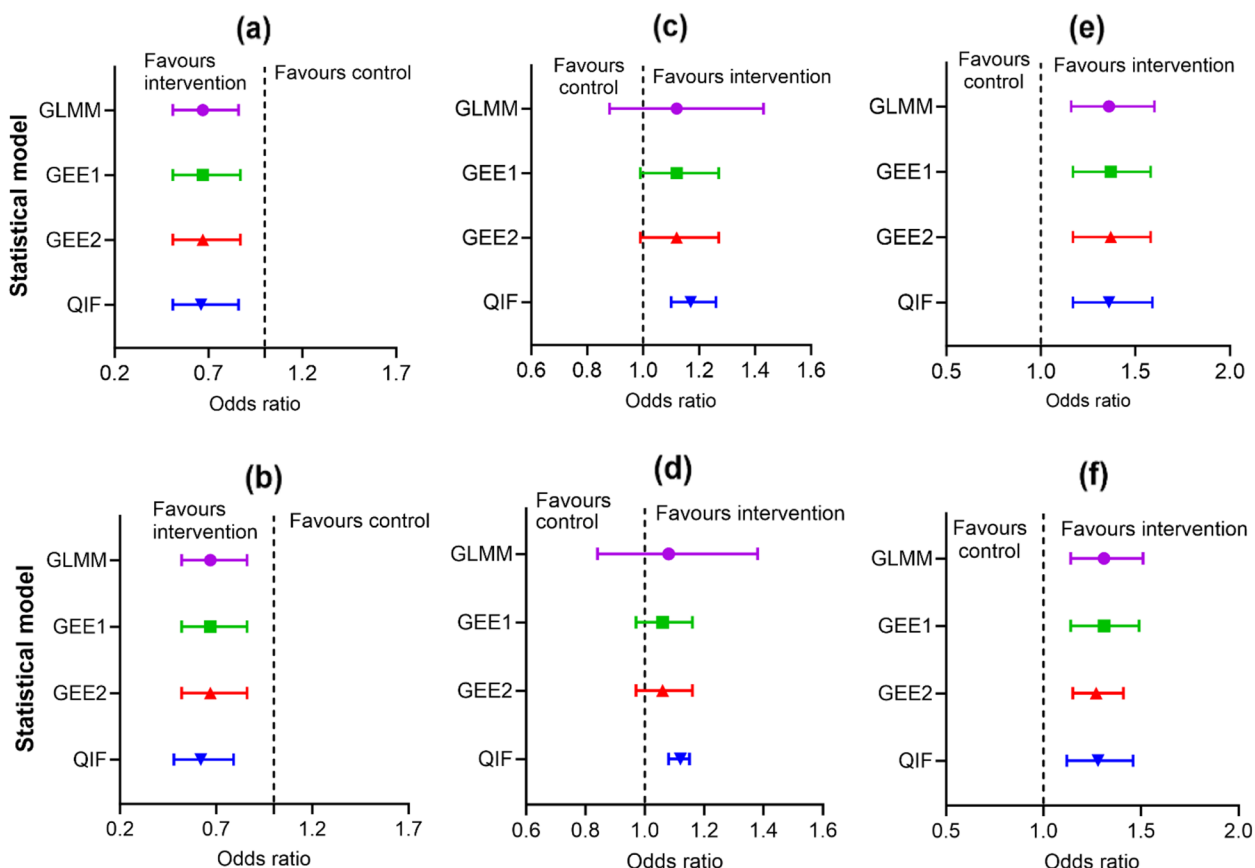 (a)
Favours
intervention
Favours control
Statistical model
GLMM
GEE1
GEE2
QIF
0.2
0.7
1.2
1.7
Odds ratio
(c)
Favours
control
Favours intervention
GLMM
GEE1
GEE2
QIF
0.6
0.8
1.0
1.2
1.4
1.6
Odds ratio
(e)
Favours
control
Favours intervention
GLMM
GEE1
GEE2
QIF
0.5
1.0
1.5
2.0
Odds ratio
(b)
Favours
intervention
Favours control
Statistical model
GLMM
GEE1
GEE2
QIF
0.2
0.7
1.2
1.7
Odds ratio
(d)
Favours
control
Favours intervention
GLMM
GEE1
GEE2
QIF
0.6
0.8
1.0
1.2
1.4
1.6
Odds ratio
(f)
Favours
control
Favours intervention
GLMM
GEE1
GEE2
QIF
0.5
1.0
1.5
2.0
Odds ratio